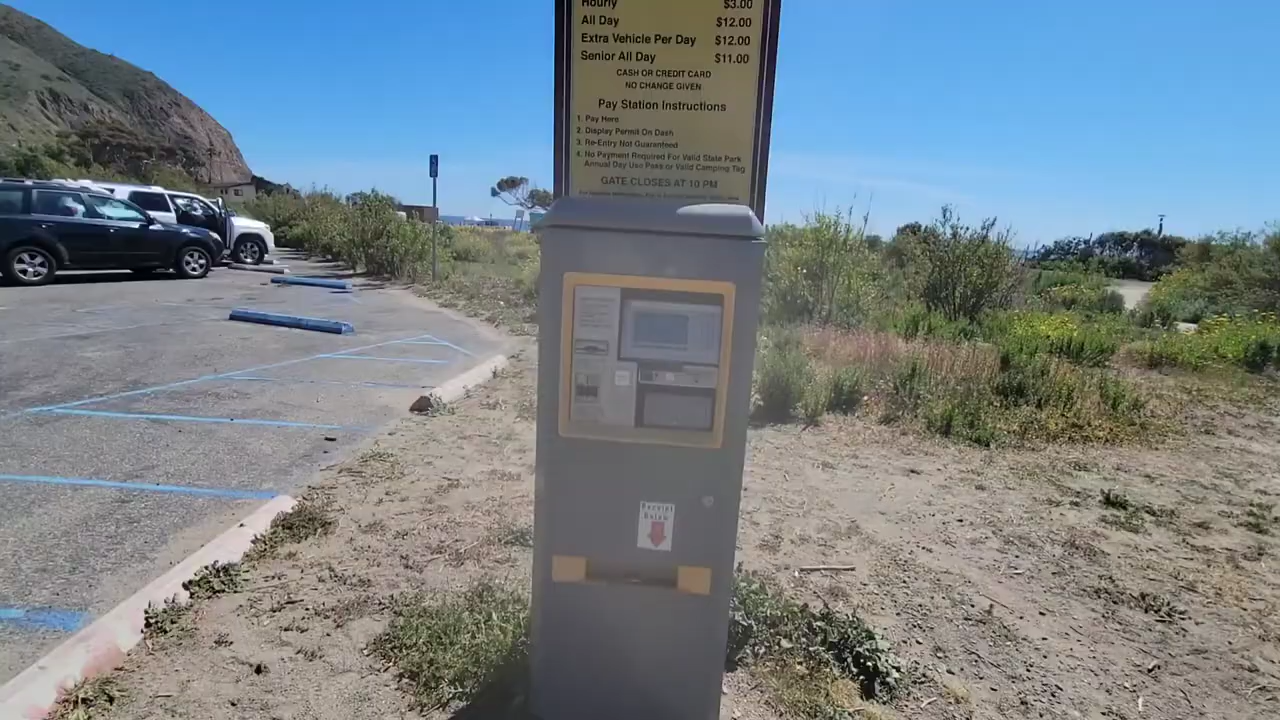 Hourly $3.00
All Day $12.00
Extra Vehicle Per Day $12.00
Senior All Day $11.00
CASH OR CREDIT CARD
NO CHANGE GIVEN
Pay Station Instructions
1. Pay Here
2. Display Permit On Dash
3. Re-Entry Not Guaranteed
4. No Payment Required For Valid State Park
Annual Day Use Pass or Valid Camping Tag
GATE CLOSES AT 10 PM
Receipt
Below